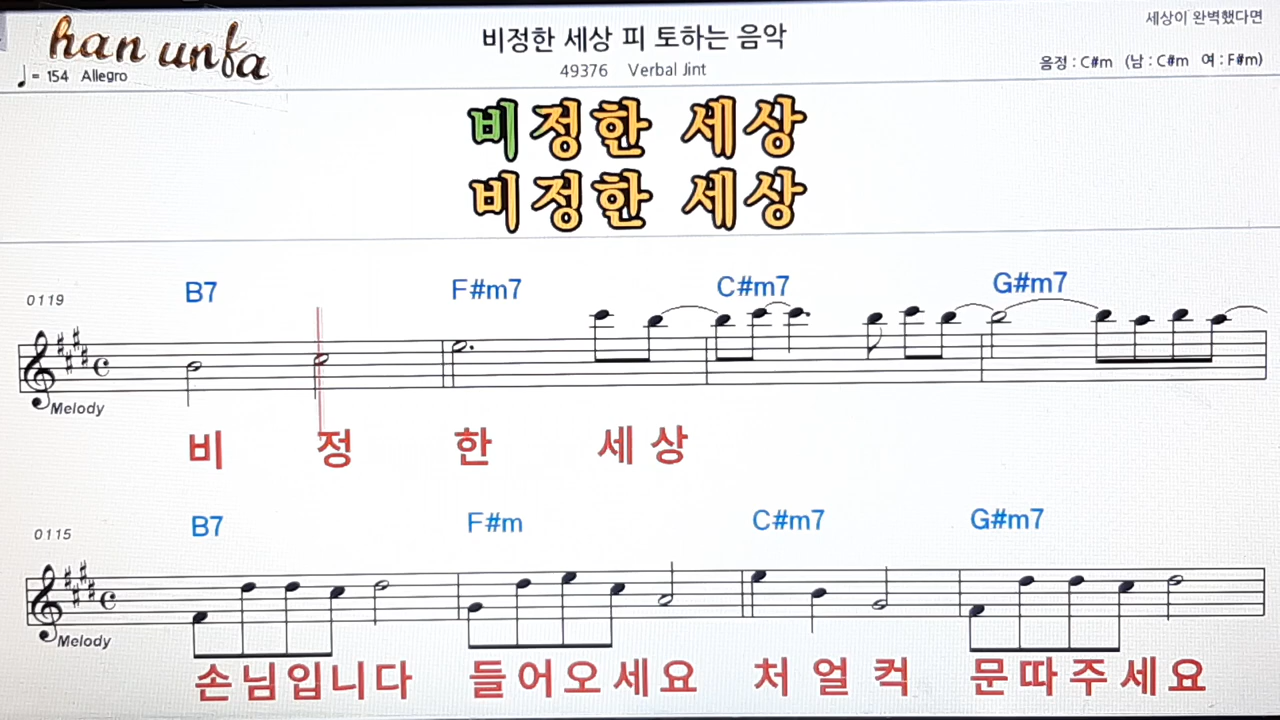 han unfa
♩= 154 Allegro
비정한 세상 피 토하는 음악
49376 Verbal Jint
세상이 완벽했다면
음정 : C#m (남 : C#m 여 : F#m)
비정한 세상
비정한 세상
0119
B7 F#m7 C#m7 G#m7
Melody
비 정 한 세 상
0115
B7 F#m C#m7 G#m7
Melody
손님입니다 들어오세요 처얼컥 문따주세요